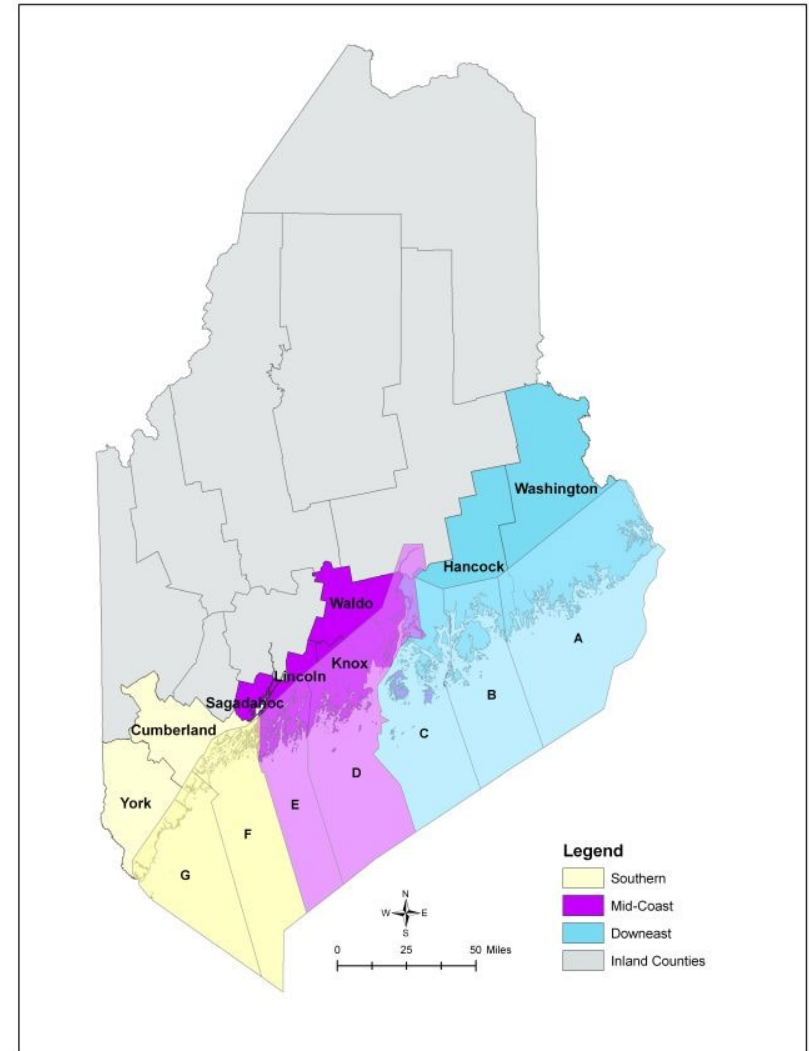 Washington
Hancock
Waldo
A
Knox
Lincoln
B
Sagadahoc
Cumberland
C
D
York
E
F
G
Legend
Southern
Mid-Coast
Downeast
Inland Counties
N
W E
S
0 25 50 Miles